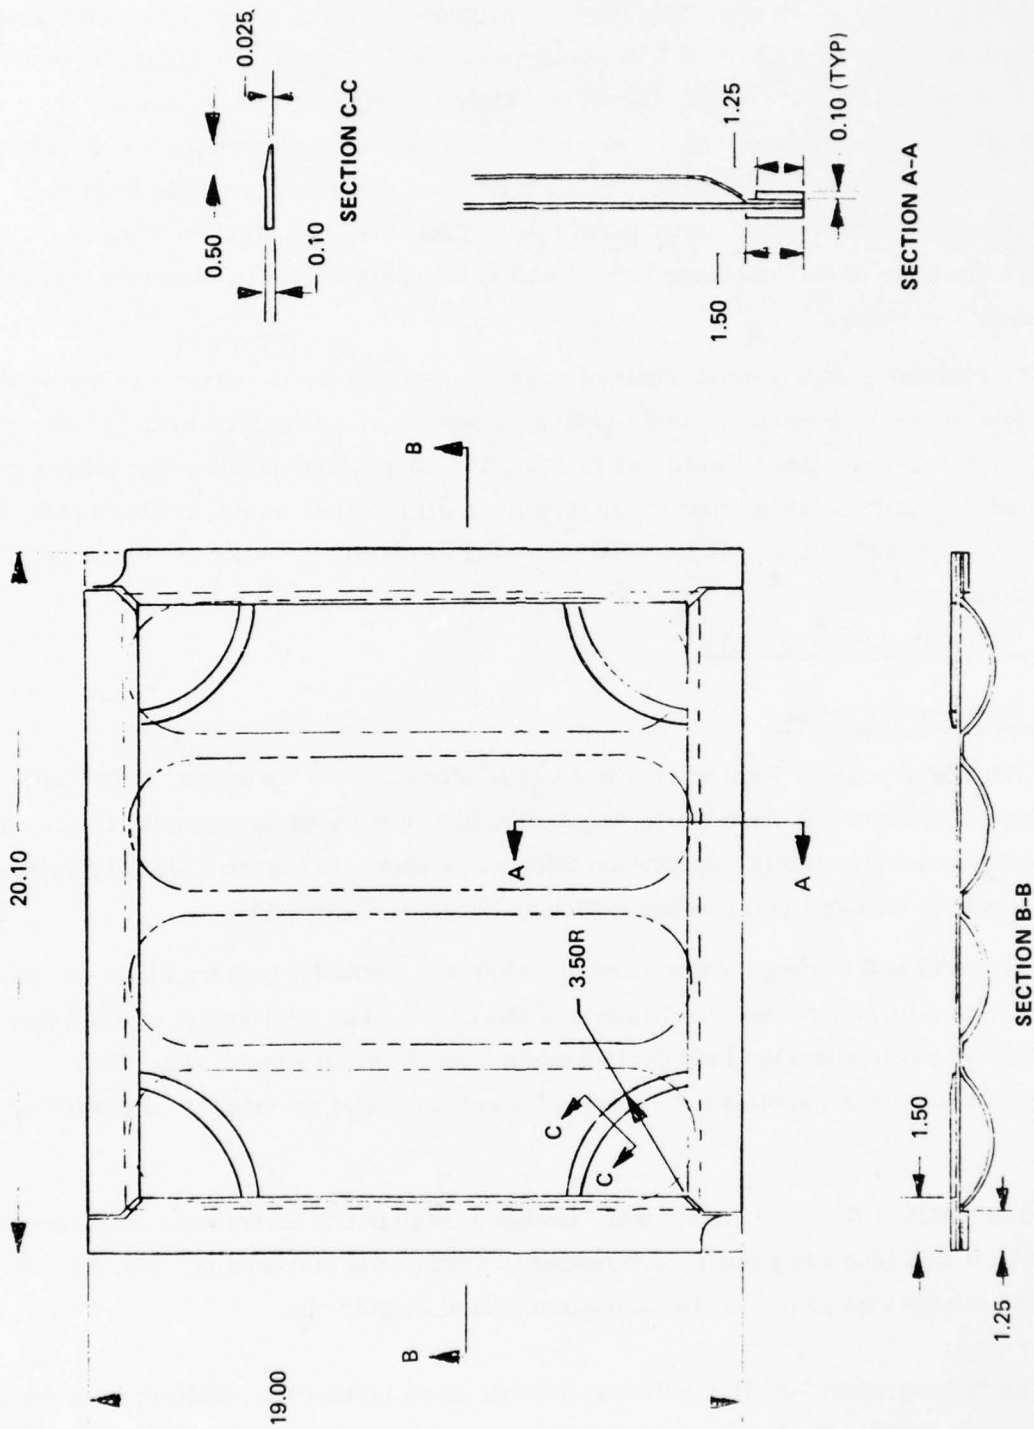 20.10
19.00
B
B
A
A
C
C
3.50R
0.50
0.025
0.10
SECTION C–C
1.50
1.25
0.10 (TYP)
SECTION A–A
1.50
1.25
SECTION B–B